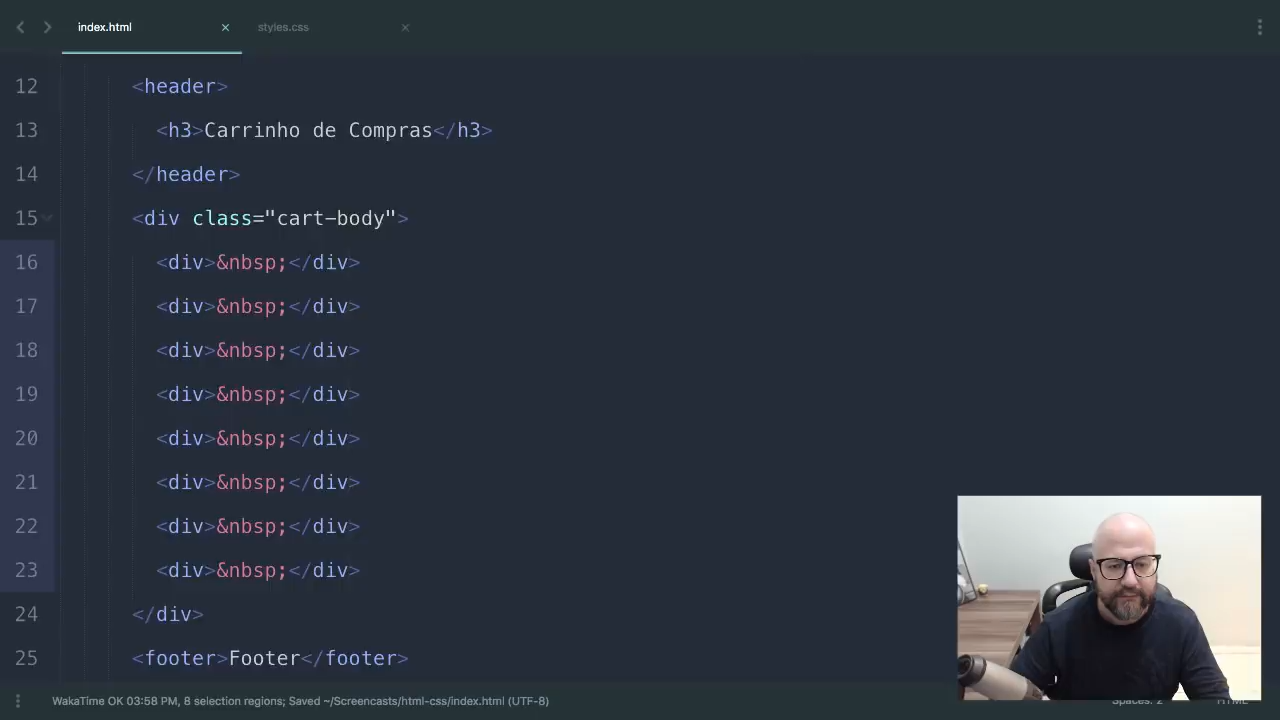 index.html × styles.css ×
12 <header>
13 <h3>Carrinho de Compras</h3>
14 </header>
15 <div class="cart-body">
16 <div>&nbsp;</div>
17 <div>&nbsp;</div>
18 <div>&nbsp;</div>
19 <div>&nbsp;</div>
20 <div>&nbsp;</div>
21 <div>&nbsp;</div>
22 <div>&nbsp;</div>
23 <div>&nbsp;</div>
24 </div>
25 <footer>Footer</footer>
WakaTime OK 03:58 PM, 8 selection regions; Saved ~/Screencasts/html-css/index.html (UTF-8) Spaces: 2 HTML